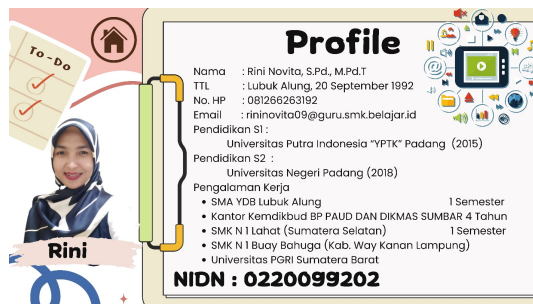 To-Do
Profile
Nama : Rini Novita, S.Pd., M.Pd.T
TTL : Lubuk Alung, 20 September 1992
No. HP : 081266263192
Email : rininovita09@guru.smk.belajar.id
Pendidikan S1 :
Universitas Putra Indonesia "YPTK" Padang (2015)
Pendidikan S2 :
Universitas Negeri Padang (2018)
Pengalaman Kerja
• SMA YDB Lubuk Alung 1 Semester
• Kantor Kemdikbud BP PAUD DAN DIKMAS SUMBAR 4 Tahun
• SMK N 1 Lahat (Sumatera Selatan) 1 Semester
• SMK N 1 Buay Bahuga (Kab. Way Kanan Lampung)
• Universitas PGRI Sumatera Barat
Rini
NIDN : 0220099202